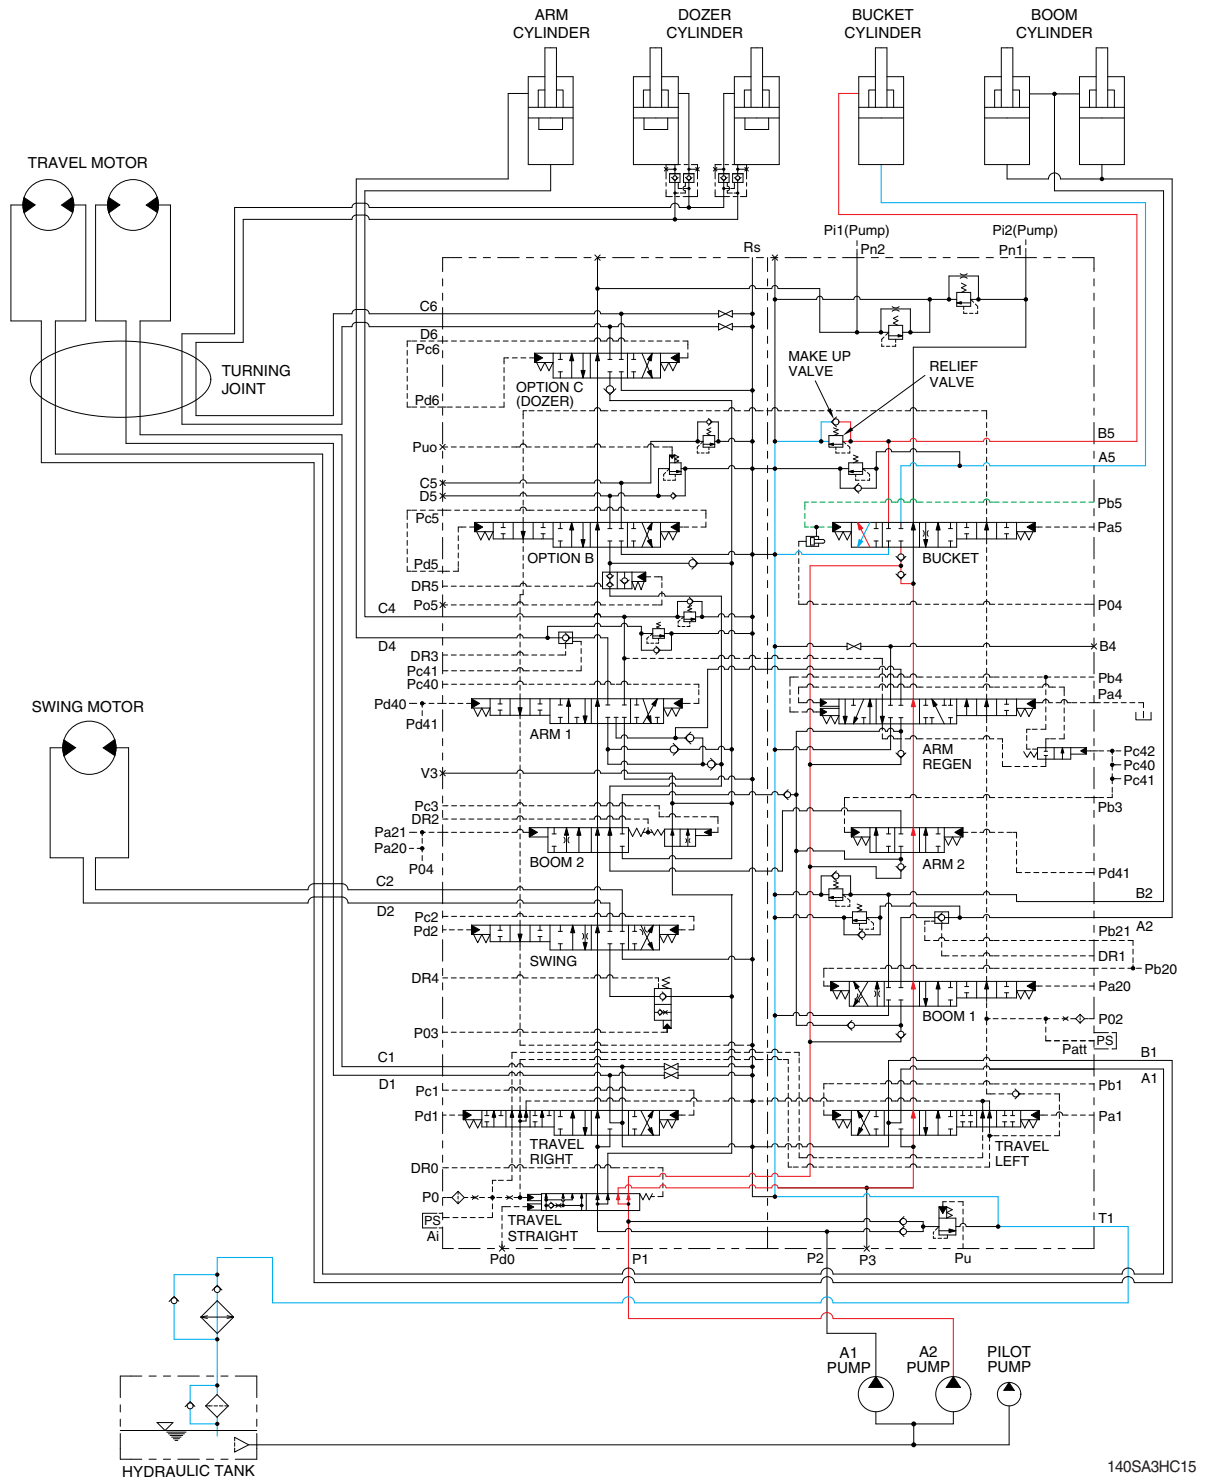 ARM
CYLINDER
DOZER
CYLINDER
BUCKET
CYLINDER
BOOM
CYLINDER
TRAVEL MOTOR
Pi1(Pump)
Pi2(Pump)
Rs
Pn2
Pn1
C6
D6
Pc6
MAKE UP
VALVE
RELIEF
VALVE
TURNING
JOINT
OPTION C
(DOZER)
Pd6
B5
Puo
A5
C5
D5
Pb5
Pc5
Pa5
OPTION B
BUCKET
Pd5
DR5
Po5
P04
C4
D4
B4
DR3
Pc41
Pc40
Pb4
Pa4
Pd40
SWING MOTOR
Pd41
ARM 1
ARM
REGEN
Pc42
Pc40
Pc41
V3
Pc3
Pb3
DR2
Pa21
Pa20
BOOM 2
P04
ARM 2
Pd41
C2
B2
D2
A2
Pc2
Pd2
Pb21
SWING
DR1
Pb20
DR4
Pa20
BOOM 1
P03
P02
PS
Patt
C1
B1
D1
A1
Pc1
Pb1
Pd1
Pa1
TRAVEL
RIGHT
TRAVEL
LEFT
DR0
P0
PS
Ai
TRAVEL
STRAIGHT
T1
Pd0
P1
P2
P3
Pu
A1
PUMP
A2
PUMP
PILOT
PUMP
HYDRAULIC TANK
140SA3HC15